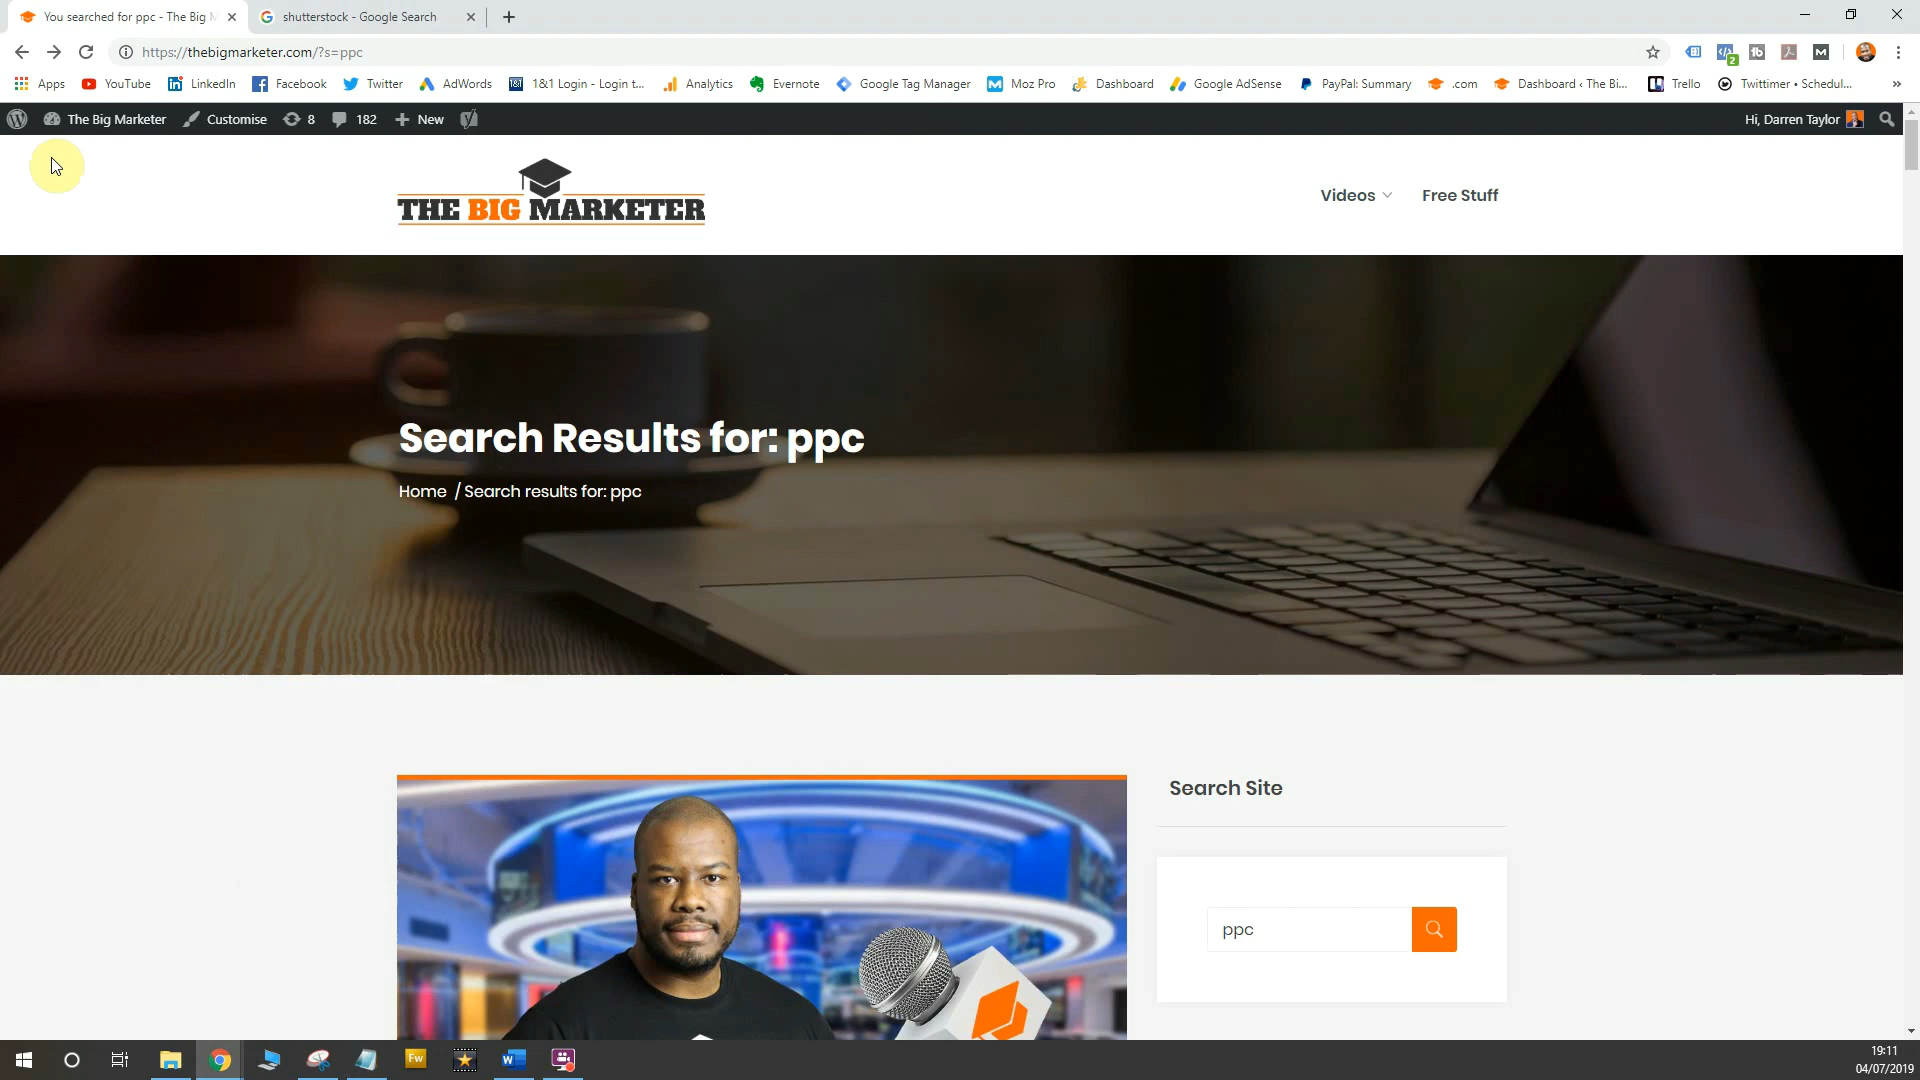 You searched for ppc - The Big M
shutterstock - Google Search
https://thebigmarketer.com/?s=ppc
Apps YouTube LinkedIn Facebook Twitter AdWords 1&1 Login - Login t... Analytics Evernote Google Tag Manager Moz Pro Dashboard Google AdSense PayPal: Summary .com Dashboard ‹ The Bi... Trello Twittimer • Schedul... »
The Big Marketer Customise 8 182 New Hi, Darren Taylor
THE BIG MARKETER
Videos Free Stuff
Search Results for: ppc
Home / Search results for: ppc
Search Site
ppc
Fw
19:11
04/07/2019